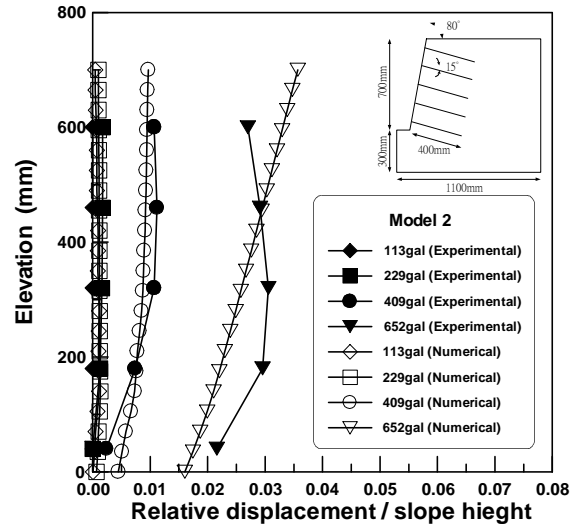 800
600
400
200
0
Elevation (mm)
0.00 0.01 0.02 0.03 0.04 0.05 0.06 0.07 0.08
Relative displacement / slope hieght
80°
15°
700mm
300mm
400mm
1100mm
Model 2
113gal (Experimental)
229gal (Experimental)
409gal (Experimental)
652gal (Experimental)
113gal (Numerical)
229gal (Numerical)
409gal (Numerical)
652gal (Numerical)